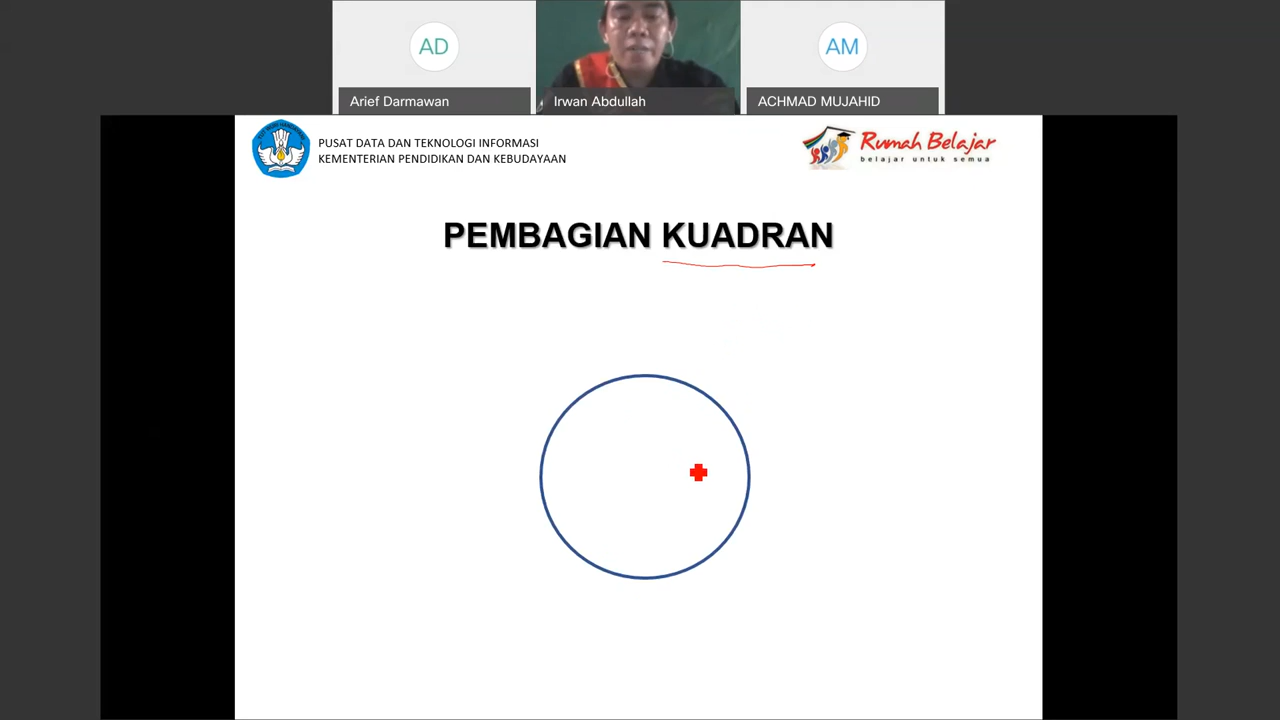 AD
AM
Arief Darmawan
Irwan Abdullah
ACHMAD MUJAHID
PUSAT DATA DAN TEKNOLOGI INFORMASI
KEMENTERIAN PENDIDIKAN DAN KEBUDAYAAN
Rumah Belajar
belajar untuk semua
PEMBAGIAN KUADRAN